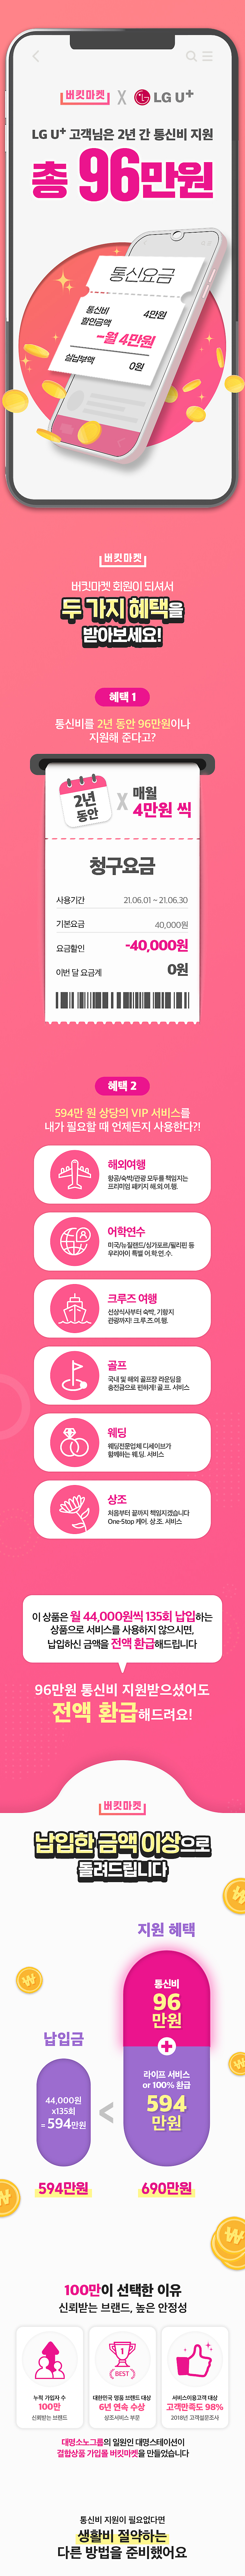 버킷마켓 X LG U+
LG U+ 고객님은 2년 간 통신비 지원
총 96만원
통신요금
통신비 4만원
할인금액 -월 4만원
실납부액 0원
버킷마켓
버킷마켓 회원이 되셔서
두 가지 혜택을
받아보세요!
혜택 1
통신비를 2년 동안 96만원이나
지원해 준다고?
2년
동안
X
매월
4만원 씩
청구요금
사용기간 21.06.01 ~ 21.06.30
기본요금 40,000원
요금할인 -40,000원
이번 달 요금계 0원
혜택 2
594만 원 상당의 VIP 서비스를
내가 필요할 때 언제든지 사용한다?!
해외여행
항공/숙박/관광 모두를 책임지는
프리미엄 패키지 해.외.여.행.
어학연수
미국/뉴질랜드/싱가포르/필리핀 등
우리아이 특별 어.학.연.수.
크루즈 여행
선상식사부터 숙박, 기항지
관광까지! 크.루.즈.여.행.
골프
국내 및 해외 골프장 라운딩을
충전금으로 편하게! 골.프. 서비스
웨딩
웨딩전문업체 디세이브가
함께하는 웨.딩. 서비스
상조
처음부터 끝까지 책임지겠습니다
One-Stop 케어. 상.조. 서비스
이 상품은 월 44,000원씩 135회 납입하는
상품으로 서비스를 사용하지 않으시면,
납입하신 금액을 전액 환급해드립니다
96만원 통신비 지원받으셨어도
전액 환급해드려요!
버킷마켓
납입한 금액 이상으로
돌려드립니다
지원 혜택
통신비
96
만원
+
라이프 서비스
or 100% 환급
594
만원
납입금
44,000원
x135회
= 594만원
<
594만원
690만원
100만이 선택한 이유
신뢰받는 브랜드, 높은 안정성
누적 가입자 수
100만
신뢰받는 브랜드
1
BEST
대한민국 명품 브랜드 대상
6년 연속 수상
상조서비스 부문
서비스이용고객 대상
고객만족도 98%
2018년 고객설문조사
대명소노그룹의 일원인 대명스테이션이
결합상품 가입몰 버킷마켓을 만들었습니다
통신비 지원이 필요없다면
생활비 절약하는
다른 방법을 준비했어요